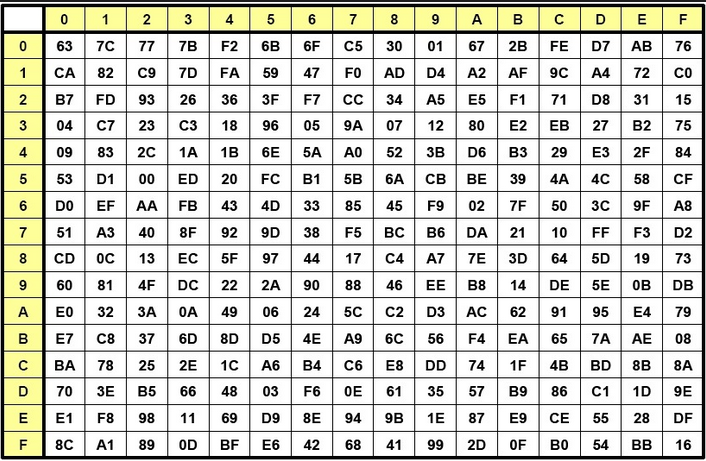 0 1 2 3 4 5 6 7 8 9 A B C D E F
0 63 7C 77 7B F2 6B 6F C5 30 01 67 2B FE D7 AB 76
1 CA 82 C9 7D FA 59 47 F0 AD D4 A2 AF 9C A4 72 C0
2 B7 FD 93 26 36 3F F7 CC 34 A5 E5 F1 71 D8 31 15
3 04 C7 23 C3 18 96 05 9A 07 12 80 E2 EB 27 B2 75
4 09 83 2C 1A 1B 6E 5A A0 52 3B D6 B3 29 E3 2F 84
5 53 D1 00 ED 20 FC B1 5B 6A CB BE 39 4A 4C 58 CF
6 D0 EF AA FB 43 4D 33 85 45 F9 02 7F 50 3C 9F A8
7 51 A3 40 8F 92 9D 38 F5 BC B6 DA 21 10 FF F3 D2
8 CD 0C 13 EC 5F 97 44 17 C4 A7 7E 3D 64 5D 19 73
9 60 81 4F DC 22 2A 90 88 46 EE B8 14 DE 5E 0B DB
A E0 32 3A 0A 49 06 24 5C C2 D3 AC 62 91 95 E4 79
B E7 C8 37 6D 8D D5 4E A9 6C 56 F4 EA 65 7A AE 08
C BA 78 25 2E 1C A6 B4 C6 E8 DD 74 1F 4B BD 8B 8A
D 70 3E B5 66 48 03 F6 0E 61 35 57 B9 86 C1 1D 9E
E E1 F8 98 11 69 D9 8E 94 9B 1E 87 E9 CE 55 28 DF
F 8C A1 89 0D BF E6 42 68 41 99 2D 0F B0 54 BB 16